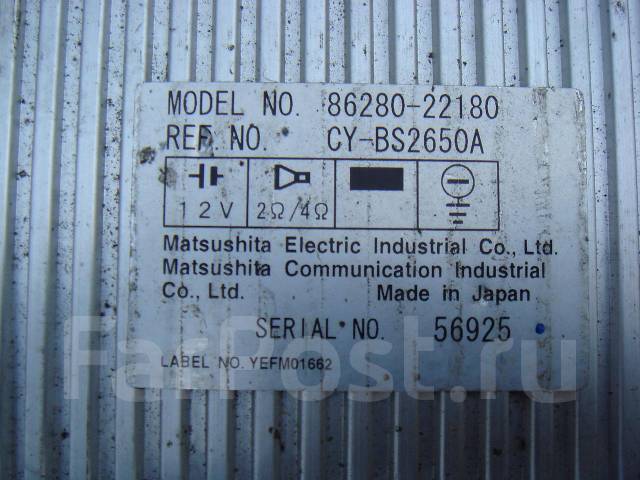 MODEL NO. 86280-22180
REF. NO. CY-BS2650A
12V 2Ω/4Ω
Matsushita Electric Industrial Co., Ltd.
Matsushita Communication Industrial
Co., Ltd. Made in Japan
SERIAL NO. 56925
LABEL NO. YEFM01662
FarPost.ru